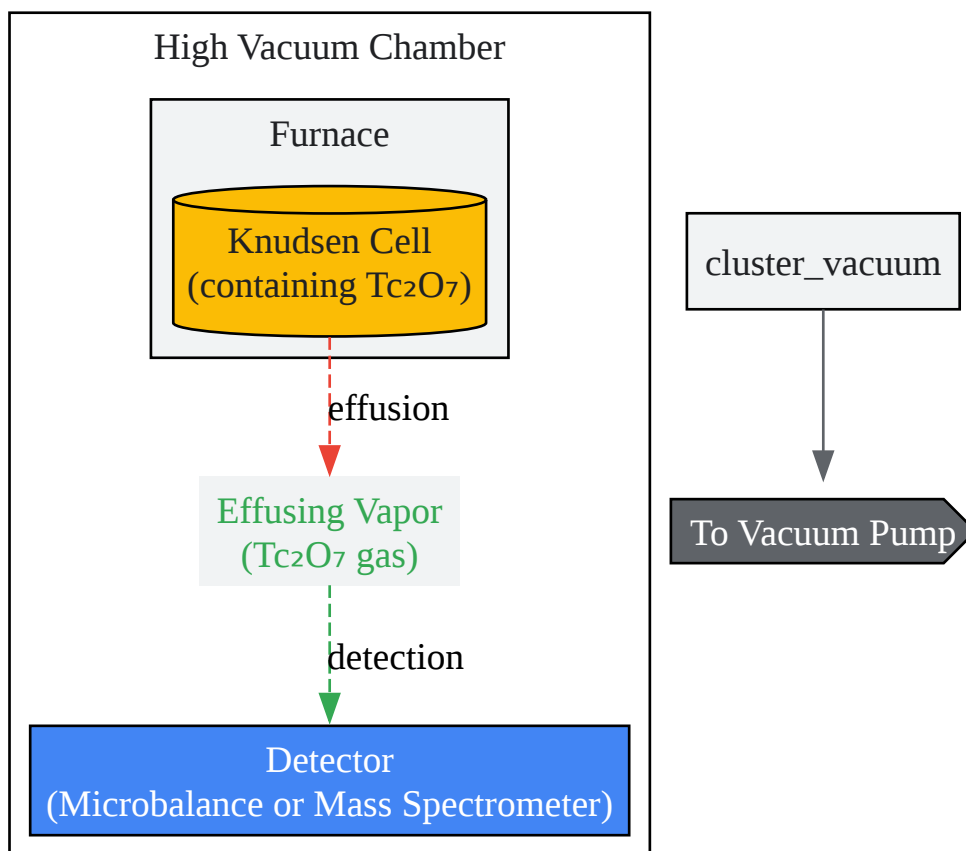 High Vacuum Chamber
Furnace
Knudsen Cell
(containing Tc₂O₇)
cluster_vacuum
effusion
Effusing Vapor
(Tc₂O₇ gas)
To Vacuum Pump
detection
Detector
(Microbalance or Mass Spectrometer)